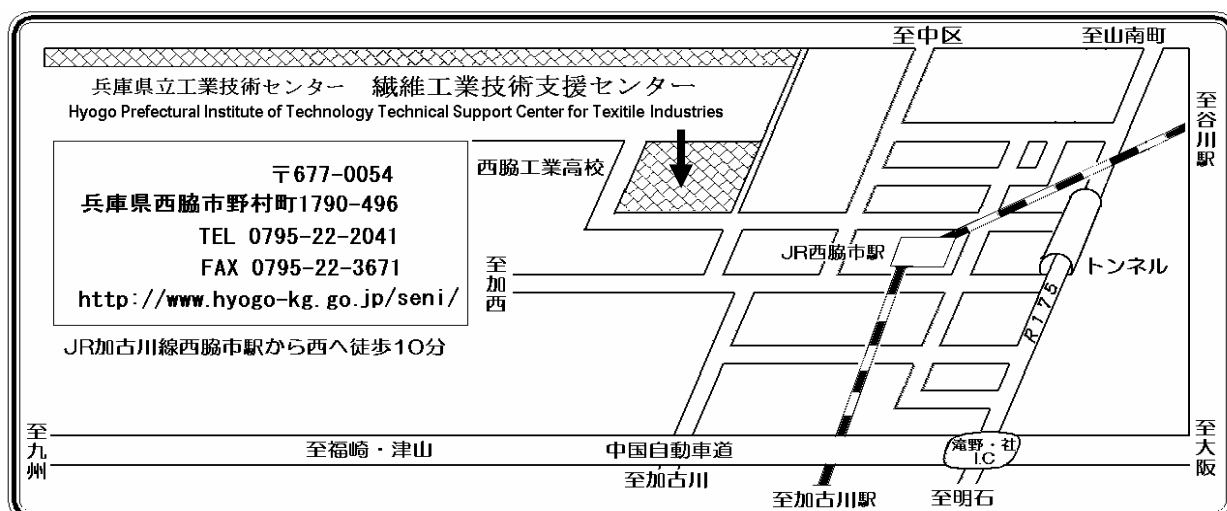 兵庫県立工業技術センター 繊維工業技術支援センター
Hyogo Prefectural Institute of Technology Technical Support Center for Texitile Industries
〒677-0054
兵庫県西脇市野村町1790-496
TEL 0795-22-2041
FAX 0795-22-3671
http://www.hyogo-kg.go.jp/seni/
JR加古川線西脇市駅から西へ徒歩10分
至中区
至山南町
至谷川駅
西脇工業高校
JR西脇市駅
至加西
トンネル
R175
至九州
至福崎・津山
中国自動車道
滝野・社
I.C
至大阪
至加古川
至加古川駅
至明石